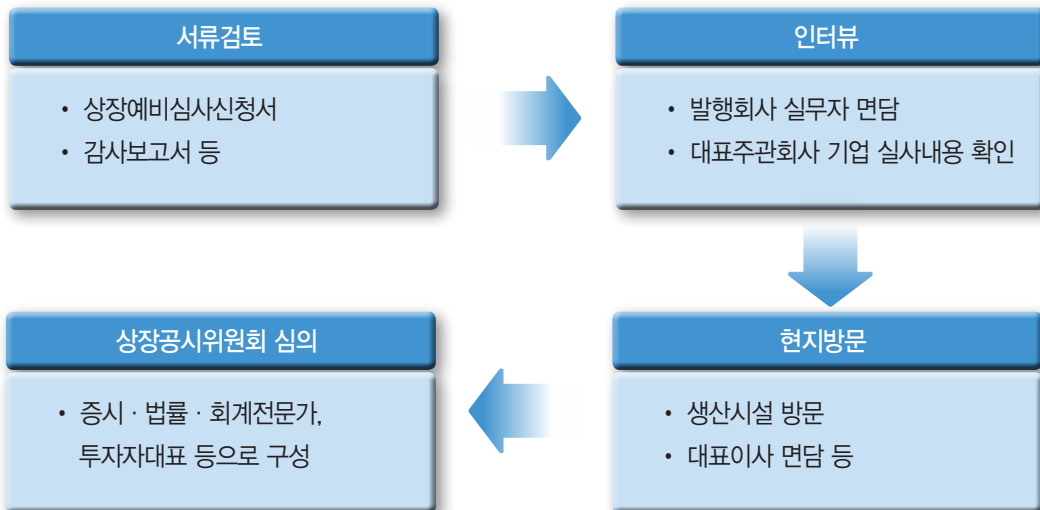 서류검토
• 상장예비심사신청서
• 감사보고서 등
인터뷰
• 발행회사 실무자 면담
• 대표주관회사 기업 실사내용 확인
현지방문
• 생산시설 방문
• 대표이사 면담 등
상장공시위원회 심의
• 증시 · 법률 · 회계전문가,
투자자대표 등으로 구성